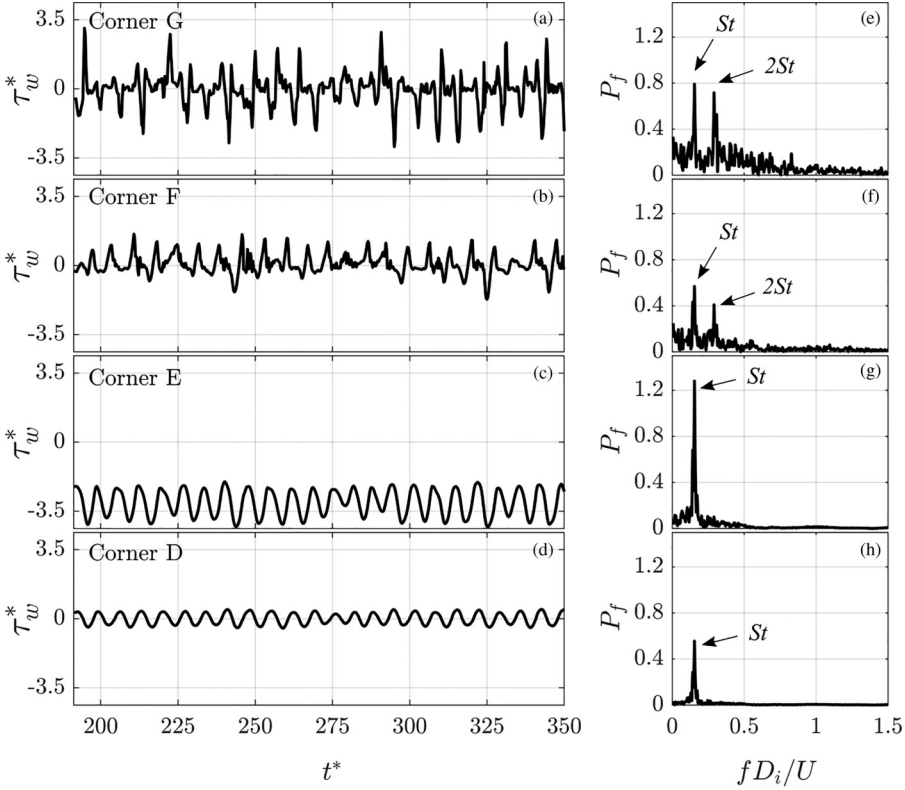 Corner G
(a)
3.5
0
-3.5
τ*w
Corner F
(b)
3.5
0
-3.5
τ*w
Corner E
(c)
3.5
0
-3.5
τ*w
Corner D
(d)
3.5
0
-3.5
τ*w
200 225 250 275 300 325 350
t*
(e)
St
2St
1.2
0.8
0.4
0
Pf
(f)
St
2St
1.2
0.8
0.4
0
Pf
(g)
St
1.2
0.8
0.4
0
Pf
(h)
St
1.2
0.8
0.4
0
Pf
0 0.5 1 1.5
fDi/U